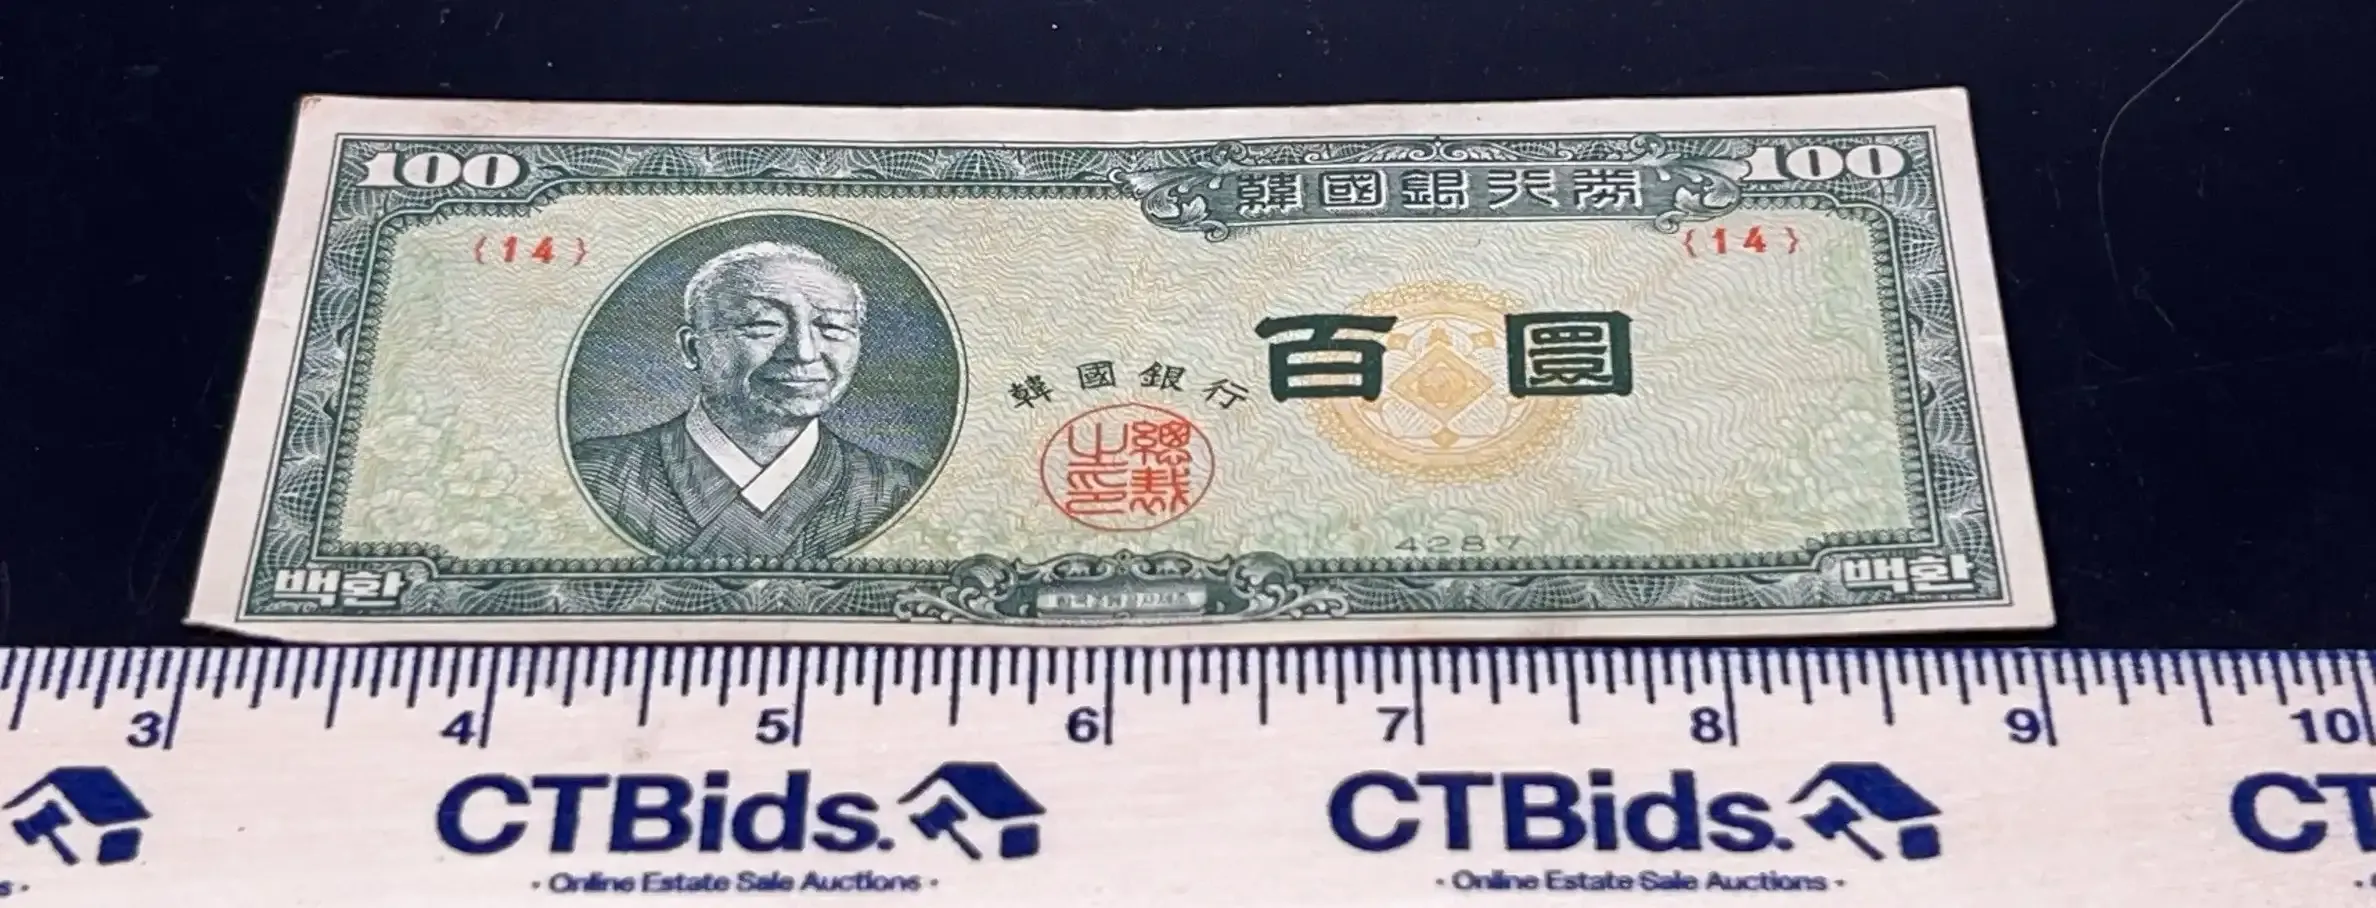 100
韓國銀行券
100
{14}
{14}
韓國銀行
百圜
總裁之印
4287
백환
백환
3 4 5 6 7 8 9 10
CTBids.
CTBids.
CT
· Online Estate Sale Auctions ·
· Online Estate Sale Auctions ·